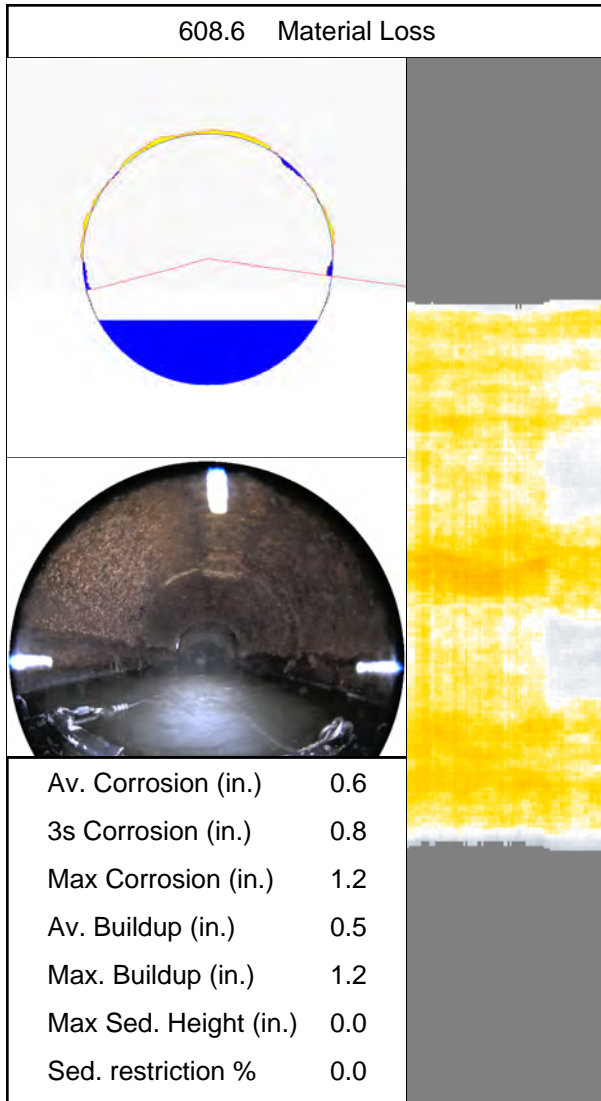 608.6 Material Loss
Av. Corrosion (in.) 0.6
3s Corrosion (in.) 0.8
Max Corrosion (in.) 1.2
Av. Buildup (in.) 0.5
Max. Buildup (in.) 1.2
Max Sed. Height (in.) 0.0
Sed. restriction % 0.0